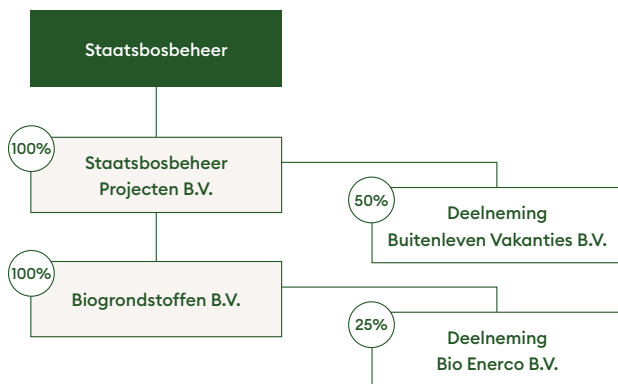 Staatsbosbeheer
100%
Staatsbosbeheer
Projecten B.V.
50%
Deelneming
Buitenleven Vakanties B.V.
100%
Biogrondstoffen B.V.
25%
Deelneming
Bio Enerco B.V.